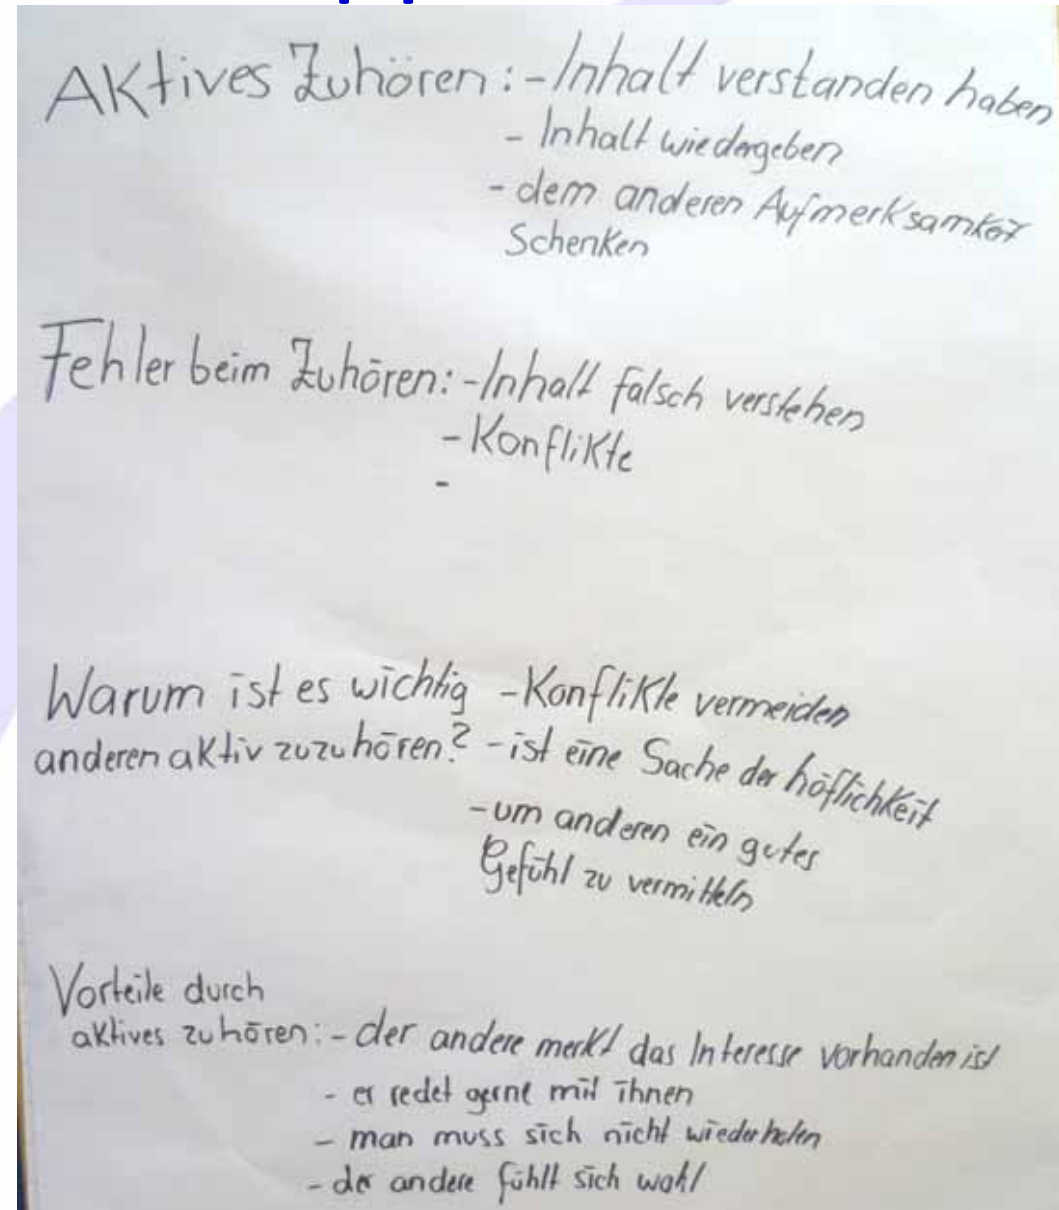 Aktives Zuhören: - Inhalt verstanden haben
- Inhalt wiedergeben
- dem anderen Aufmerksamkeit
Schenken
Fehler beim Zuhören: - Inhalt falsch verstehen
- Konflikte
-
Warum ist es wichtig - Konflikte vermeiden
anderen aktiv zuzuhören? - ist eine Sache der höflichkeit
- um anderen ein gutes
Gefühl zu vermitteln
Vorteile durch
aktives zuhören: - der andere merkt das Interesse vorhanden ist
- er redet gerne mit ihnen
- man muss sich nicht wiederholen
- der andere fühlt sich wohl